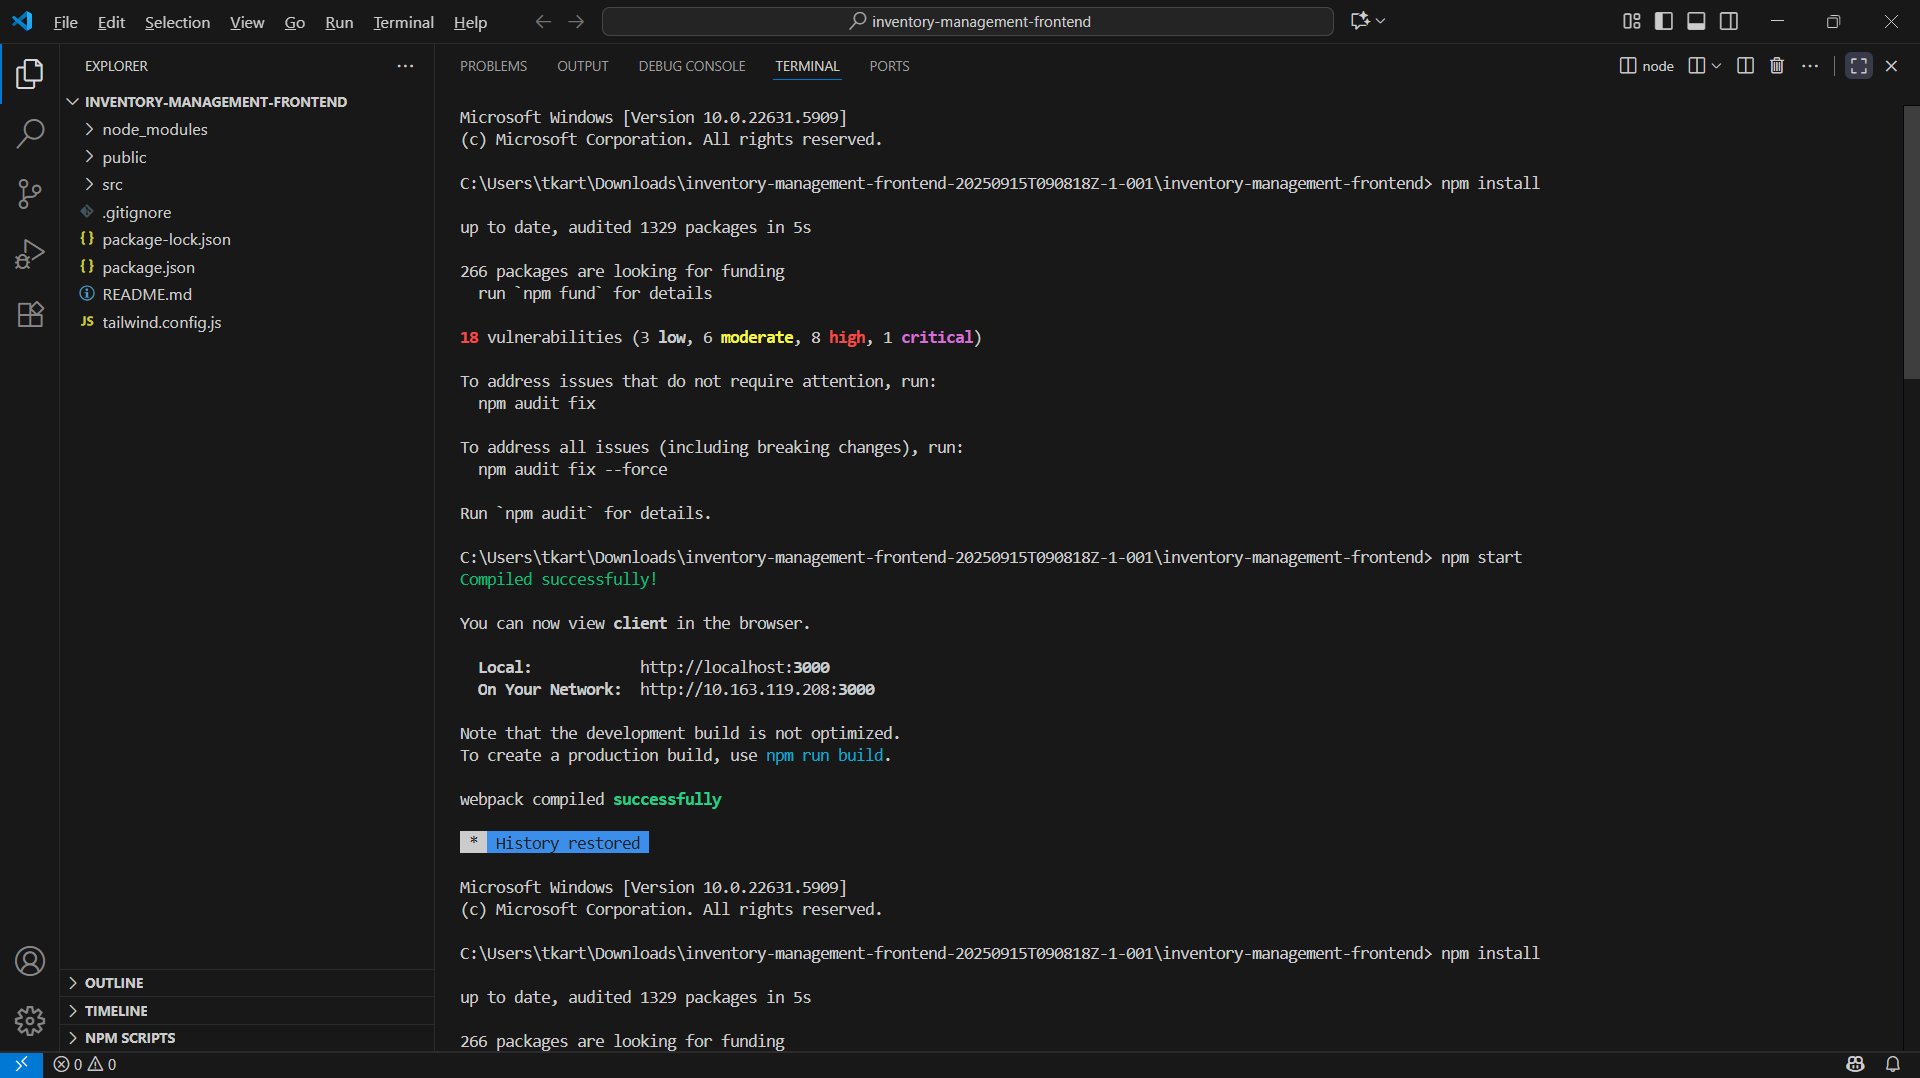 File Edit Selection View Go Run Terminal Help
inventory-management-frontend
EXPLORER
INVENTORY-MANAGEMENT-FRONTEND
node_modules
public
src
.gitignore
{} package-lock.json
{} package.json
README.md
JS tailwind.config.js
OUTLINE
TIMELINE
NPM SCRIPTS
PROBLEMS OUTPUT DEBUG CONSOLE TERMINAL PORTS
node
Microsoft Windows [Version 10.0.22631.5909]
(c) Microsoft Corporation. All rights reserved.
C:\Users\tkart\Downloads\inventory-management-frontend-20250915T090818Z-1-001\inventory-management-frontend> npm install
up to date, audited 1329 packages in 5s
266 packages are looking for funding
run `npm fund` for details
18 vulnerabilities (3 low, 6 moderate, 8 high, 1 critical)
To address issues that do not require attention, run:
npm audit fix
To address all issues (including breaking changes), run:
npm audit fix --force
Run `npm audit` for details.
C:\Users\tkart\Downloads\inventory-management-frontend-20250915T090818Z-1-001\inventory-management-frontend> npm start
Compiled successfully!
You can now view client in the browser.
Local: http://localhost:3000
On Your Network: http://10.163.119.208:3000
Note that the development build is not optimized.
To create a production build, use npm run build.
webpack compiled successfully
* History restored
Microsoft Windows [Version 10.0.22631.5909]
(c) Microsoft Corporation. All rights reserved.
C:\Users\tkart\Downloads\inventory-management-frontend-20250915T090818Z-1-001\inventory-management-frontend> npm install
up to date, audited 1329 packages in 5s
266 packages are looking for funding
0 0